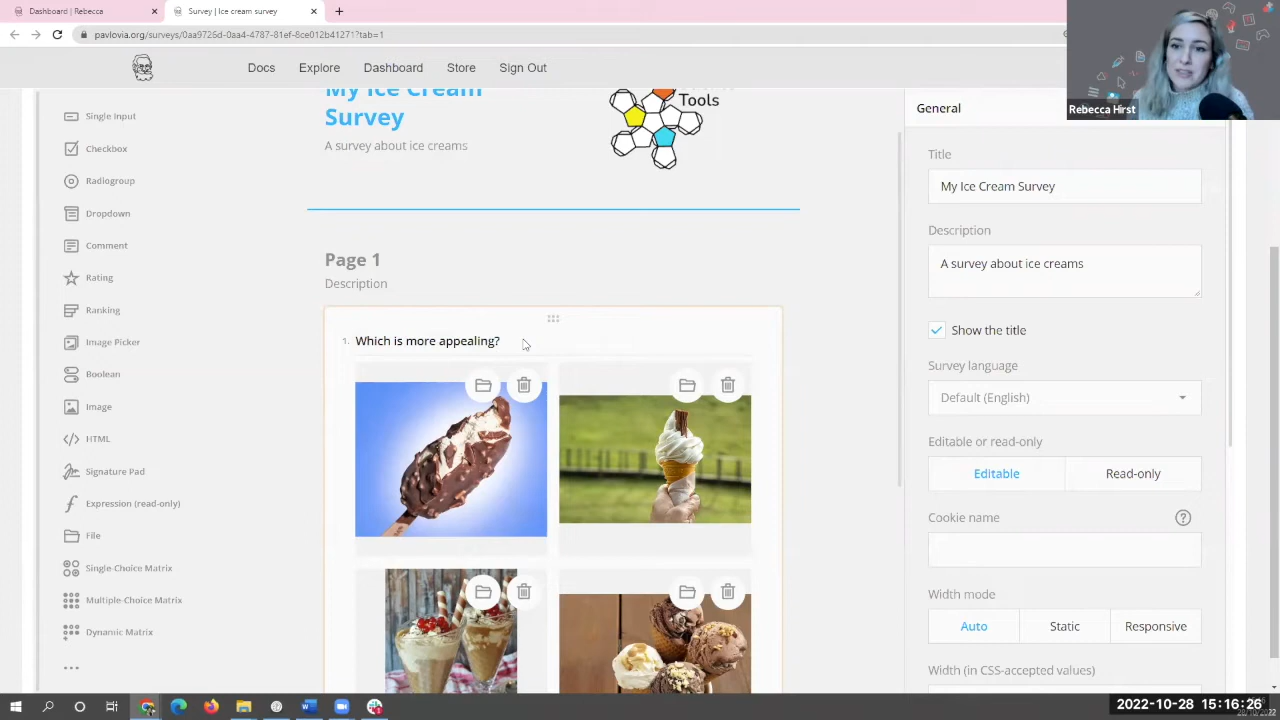 Dashboard | Rebecca
Survey | Ice cream survey
pavlovia.org/surveys/0aa9726d-0aa4-4787-81ef-8ce012b41271?tab=1
Docs
Explore
Dashboard
Store
Sign Out
Rebecca Hirst
Single Input
Checkbox
Radiogroup
Dropdown
Comment
Rating
Ranking
Image Picker
Boolean
Image
HTML
Signature Pad
Expression (read-only)
File
Single-Choice Matrix
Multiple-Choice Matrix
Dynamic Matrix
My Ice Cream
Survey
A survey about ice creams
Tools
Page 1
Description
1. Which is more appealing?
General
Title
My Ice Cream Survey
Description
A survey about ice creams
Show the title
Survey language
Default (English)
Editable or read-only
Editable
Read-only
Cookie name
Width mode
Auto
Static
Responsive
Width (in CSS-accepted values)
2022-10-28 15:16:26